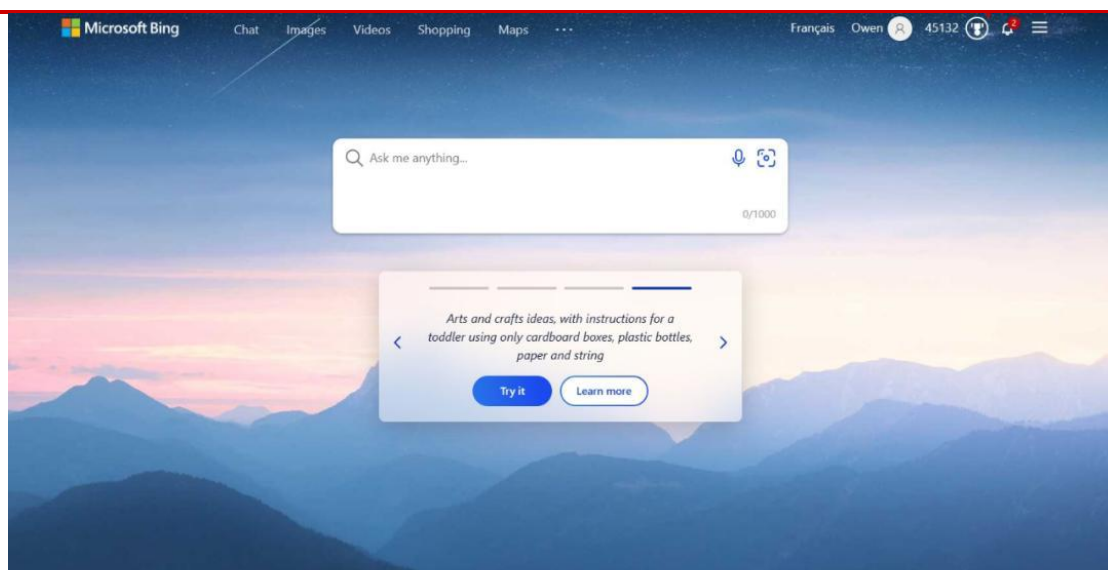 Microsoft Bing Chat Images Videos Shopping Maps ··· Français Owen 45132 2
Ask me anything...
0/1000
Arts and crafts ideas, with instructions for a
toddler using only cardboard boxes, plastic bottles,
paper and string
Try it Learn more